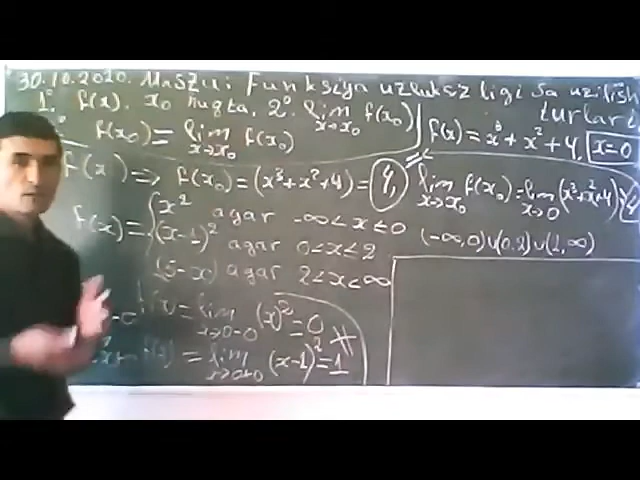 30.10.2020. Mavzu: Funksiya uzluksizligi va uzilish turlari
1°. f(x). x₀ nuqta. 2° lim x→x₀ f(x₀)
f(x₀) = lim x→x₀ f(x₀)
f(x) = x³ + x² + 4, x=0
f(x) => f(x₀) = (x³+x²+4) = 4,
lim x→x₀ f(x₀) = lim x→0 (x³+x²+4) = 4
f(x) = { x² agar -∞<x≤0
(x-1)² agar 0<x≤2
(5-x) agar 2<x<∞
(-∞,0)∪(0.2)∪(1,∞)
= lim x→0-0 (x)² = 0
≠
= lim x→0+0 (x-1)² = 1